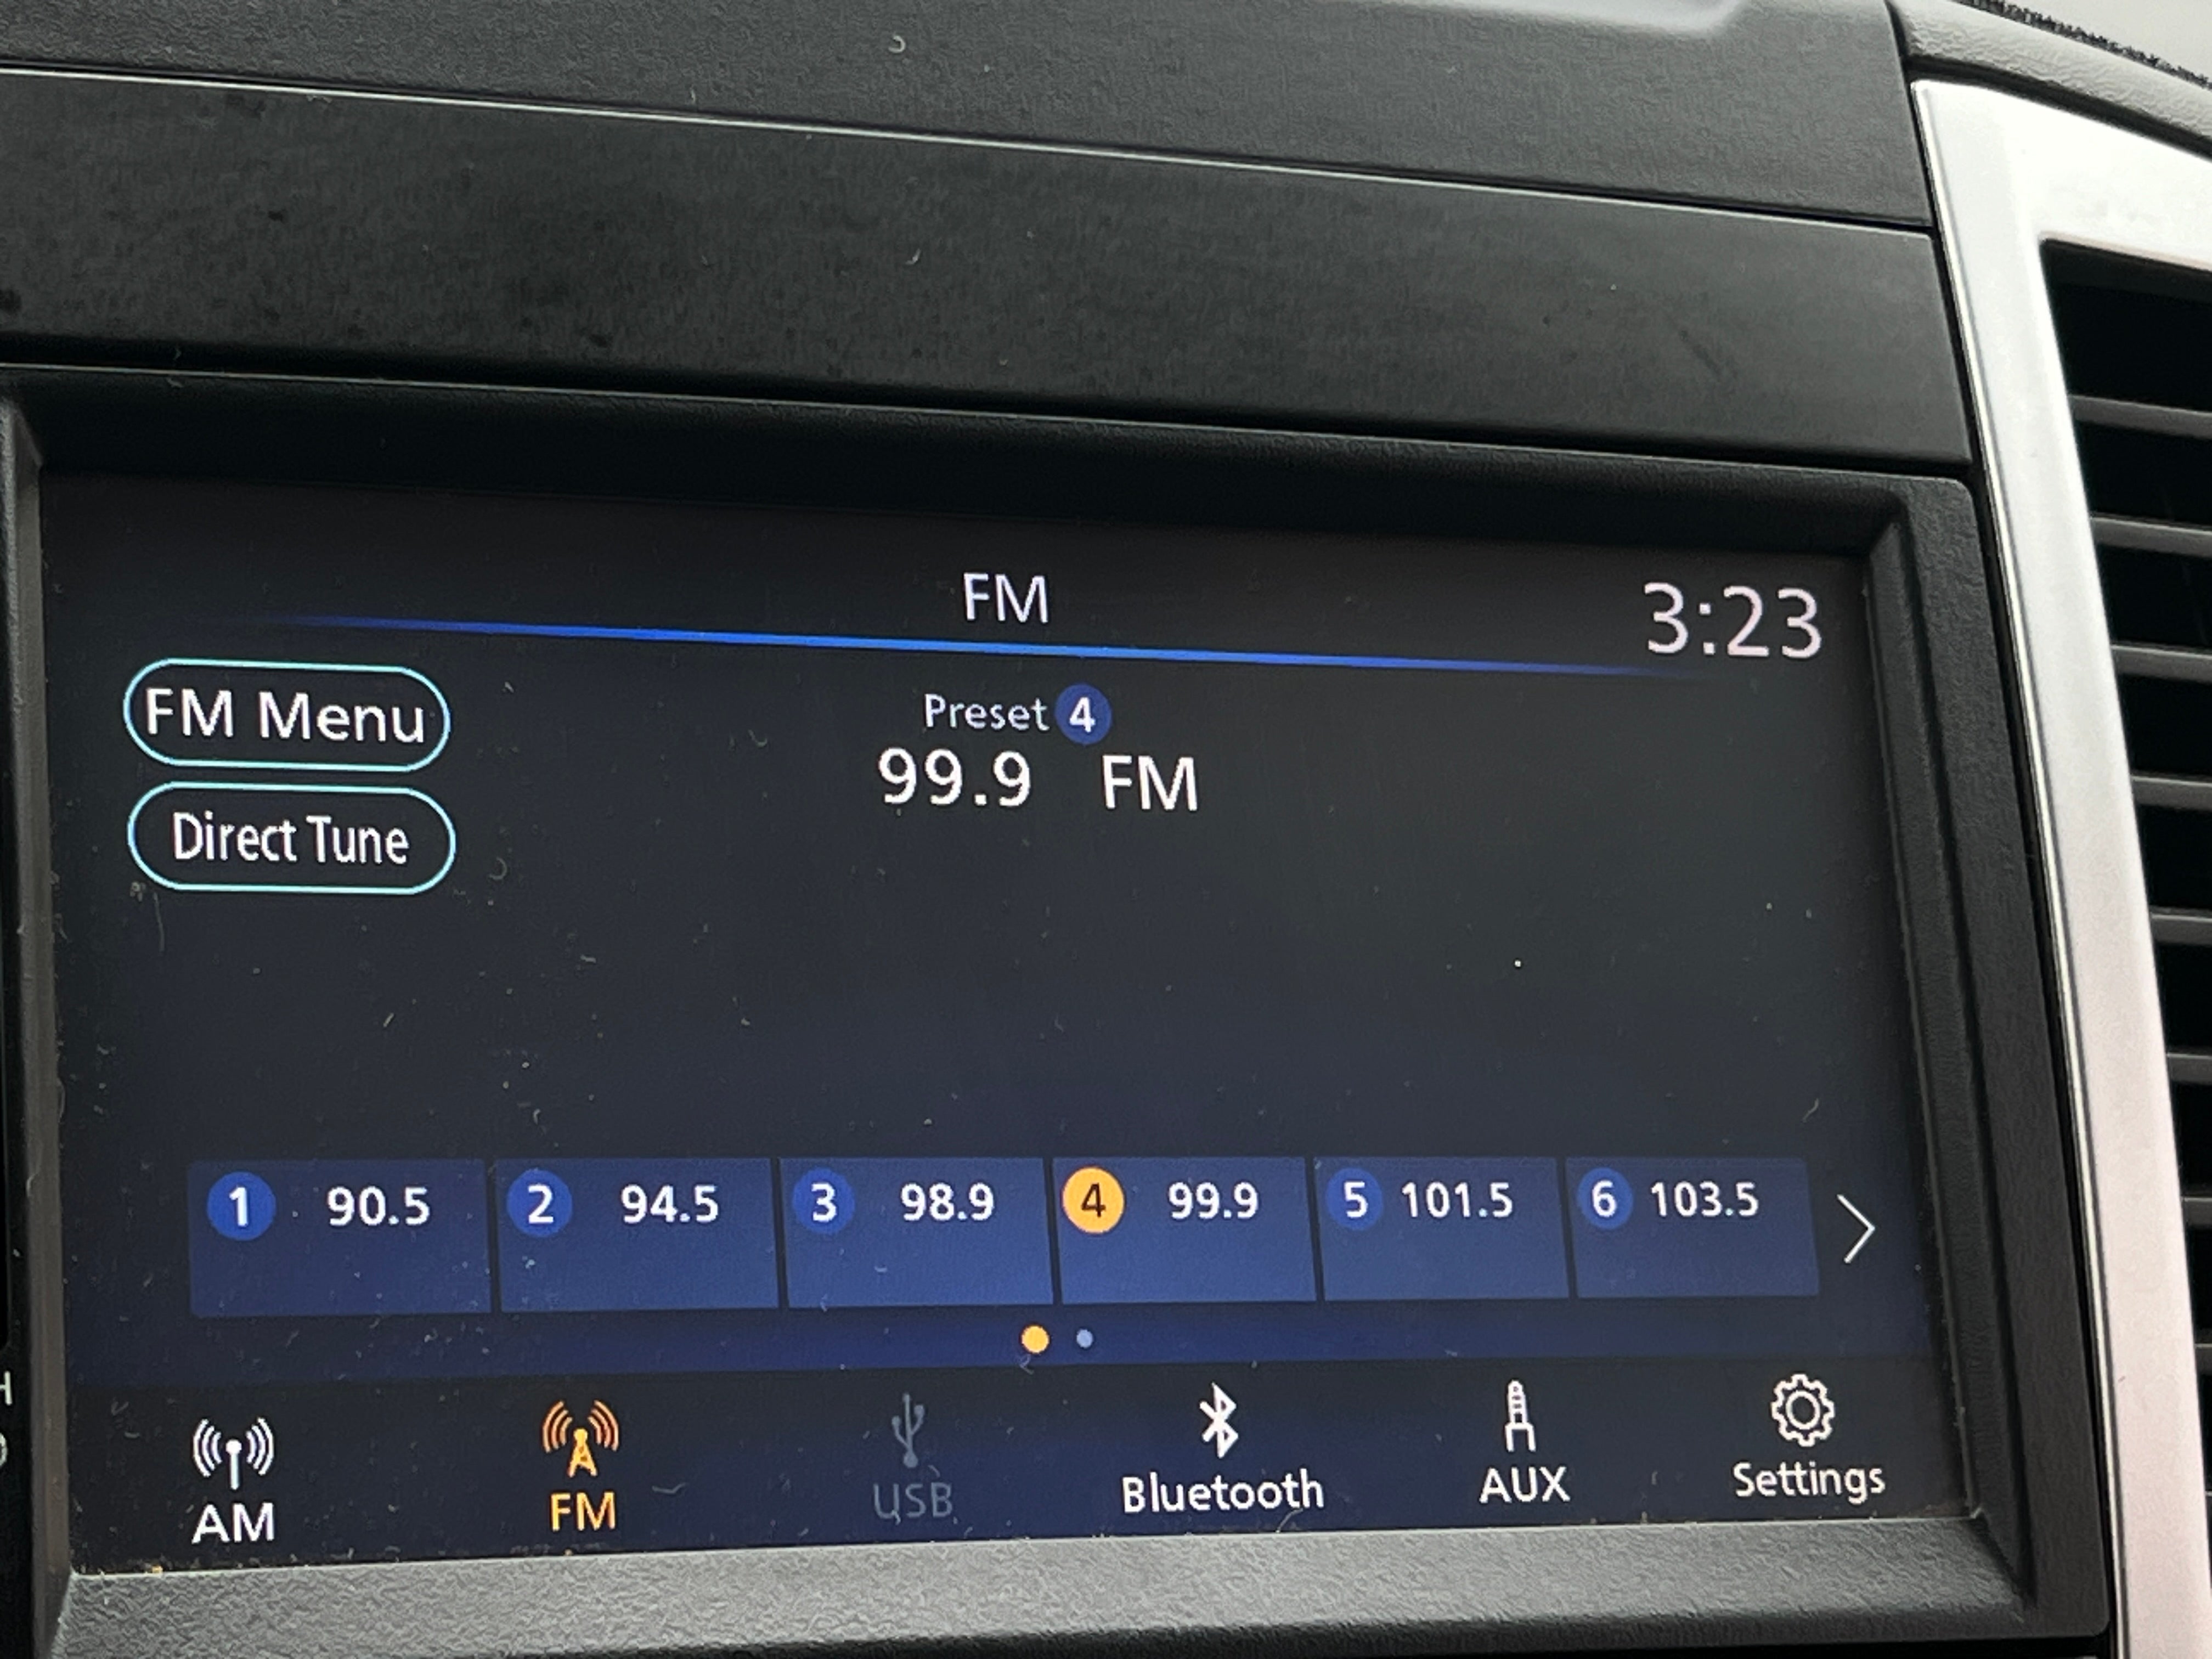 FM
3:23
FM Menu
Preset 4
99.9 FM
Direct Tune
1 90.5
2 94.5
3 98.9
4 99.9
5 101.5
6 103.5
H
AM
FM
USB
Bluetooth
AUX
Settings